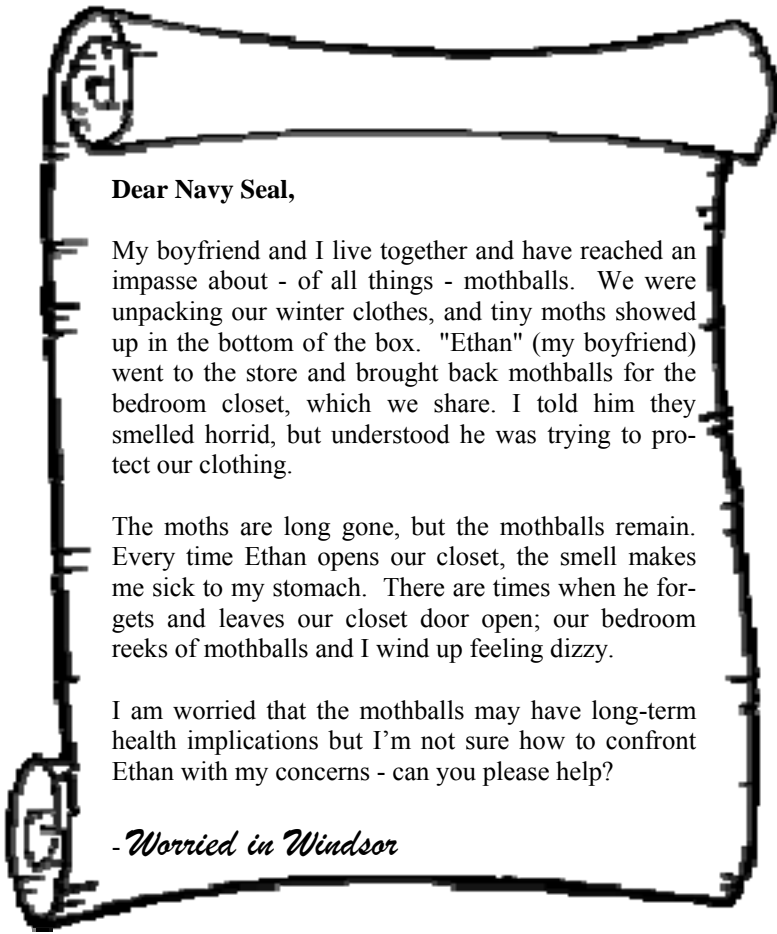 Dear Navy Seal,
My boyfriend and I live together and have reached an
impasse about - of all things - mothballs. We were
unpacking our winter clothes, and tiny moths showed
up in the bottom of the box. "Ethan" (my boyfriend)
went to the store and brought back mothballs for the
bedroom closet, which we share. I told him they
smelled horrid, but understood he was trying to pro-
tect our clothing.
The moths are long gone, but the mothballs remain.
Every time Ethan opens our closet, the smell makes
me sick to my stomach. There are times when he for-
gets and leaves our closet door open; our bedroom
reeks of mothballs and I wind up feeling dizzy.
I am worried that the mothballs may have long-term
health implications but I’m not sure how to confront
Ethan with my concerns - can you please help?
- Worried in Windsor